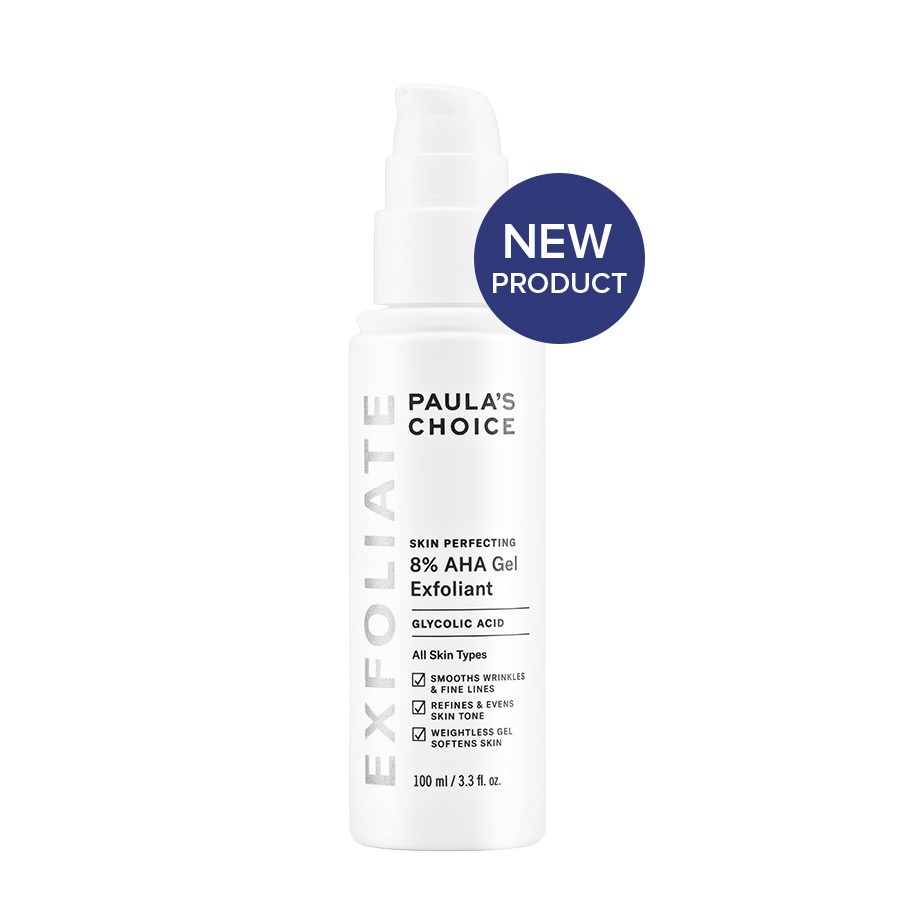 NEW
PRODUCT
EXFOLIATE
PAULA'S
CHOICE
SKIN PERFECTING
8% AHA Gel
Exfoliant
GLYCOLIC ACID
All Skin Types
SMOOTHS WRINKLES
& FINE LINES
REFINES & EVENS
SKIN TONE
WEIGHTLESS GEL
SOFTENS SKIN
100 ml / 3.3 fl. oz.